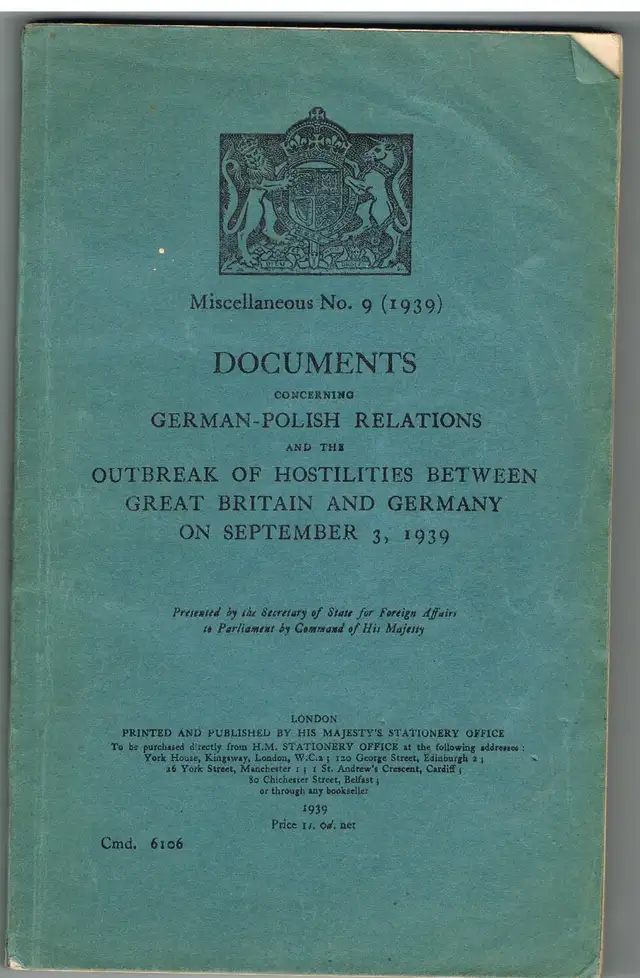 Miscellaneous No. 9 (1939)
DOCUMENTS
CONCERNING
GERMAN-POLISH RELATIONS
AND THE
OUTBREAK OF HOSTILITIES BETWEEN
GREAT BRITAIN AND GERMANY
ON SEPTEMBER 3, 1939
Presented by the Secretary of State for Foreign Affairs
to Parliament by Command of His Majesty
LONDON
PRINTED AND PUBLISHED BY HIS MAJESTY'S STATIONERY OFFICE
To be purchased directly from H.M. STATIONERY OFFICE at the following addresses:
York House, Kingsway, London, W.C.2; 120 George Street, Edinburgh 2;
26 York Street, Manchester 1; 1 St. Andrew's Crescent, Cardiff;
80 Chichester Street, Belfast;
or through any bookseller
1939
Price 1s. 0d. net
Cmd. 6106